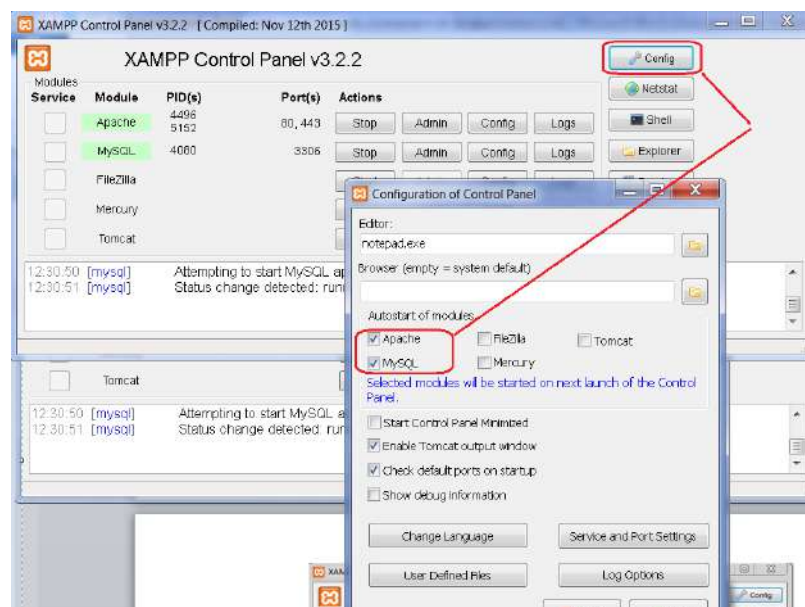 XAMPP Control Panel v3.2.2 [ Compiled: Nov 12th 2015 ]
XAMPP Control Panel v3.2.2
Config
Modules
Service Module PID(s) Port(s) Actions
Netstat
Apache 4496 5152 80, 443 Stop Admin Config Logs
Shell
MySQL 4080 3306 Stop Admin Config Logs
Explorer
FileZilla
Mercury
Tomcat
12:30:50 [mysql] Attempting to start MySQL
12:30:51 [mysql] Status change detected:
Configuration of Control Panel
Editor:
notepad.exe
Browser (empty = system default)
Autostart of modules
Apache FileZilla Tomcat
MySQL Mercury
Selected modules will be started on next launch of the Control
Panel.
Start Control Panel Minimized
Enable Tomcat output window
Check default ports on startup
Show debug information
Change Language Service and Port Settings
User Defined Files Log Options
Tomcat
12:30:50 [mysql] Attempting to start MySQL
12:30:51 [mysql] Status change detected:
Config